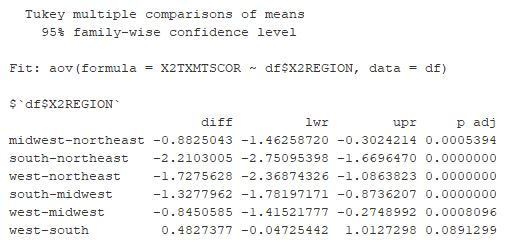 Tukey multiple comparisons of means
95% family-wise confidence level
Fit: aov(formula = X2TXMTSCOR ~ df$X2REGION, data = df)
$`df$X2REGION`
diff lwr upr p adj
midwest-northeast -0.8825043 -1.46258720 -0.3024214 0.0005394
south-northeast -2.2103005 -2.75095398 -1.6696470 0.0000000
west-northeast -1.7275628 -2.36874326 -1.0863823 0.0000000
south-midwest -1.3277962 -1.78197171 -0.8736207 0.0000000
west-midwest -0.8450585 -1.41521777 -0.2748992 0.0008096
west-south 0.4827377 -0.04725442 1.0127298 0.0891299